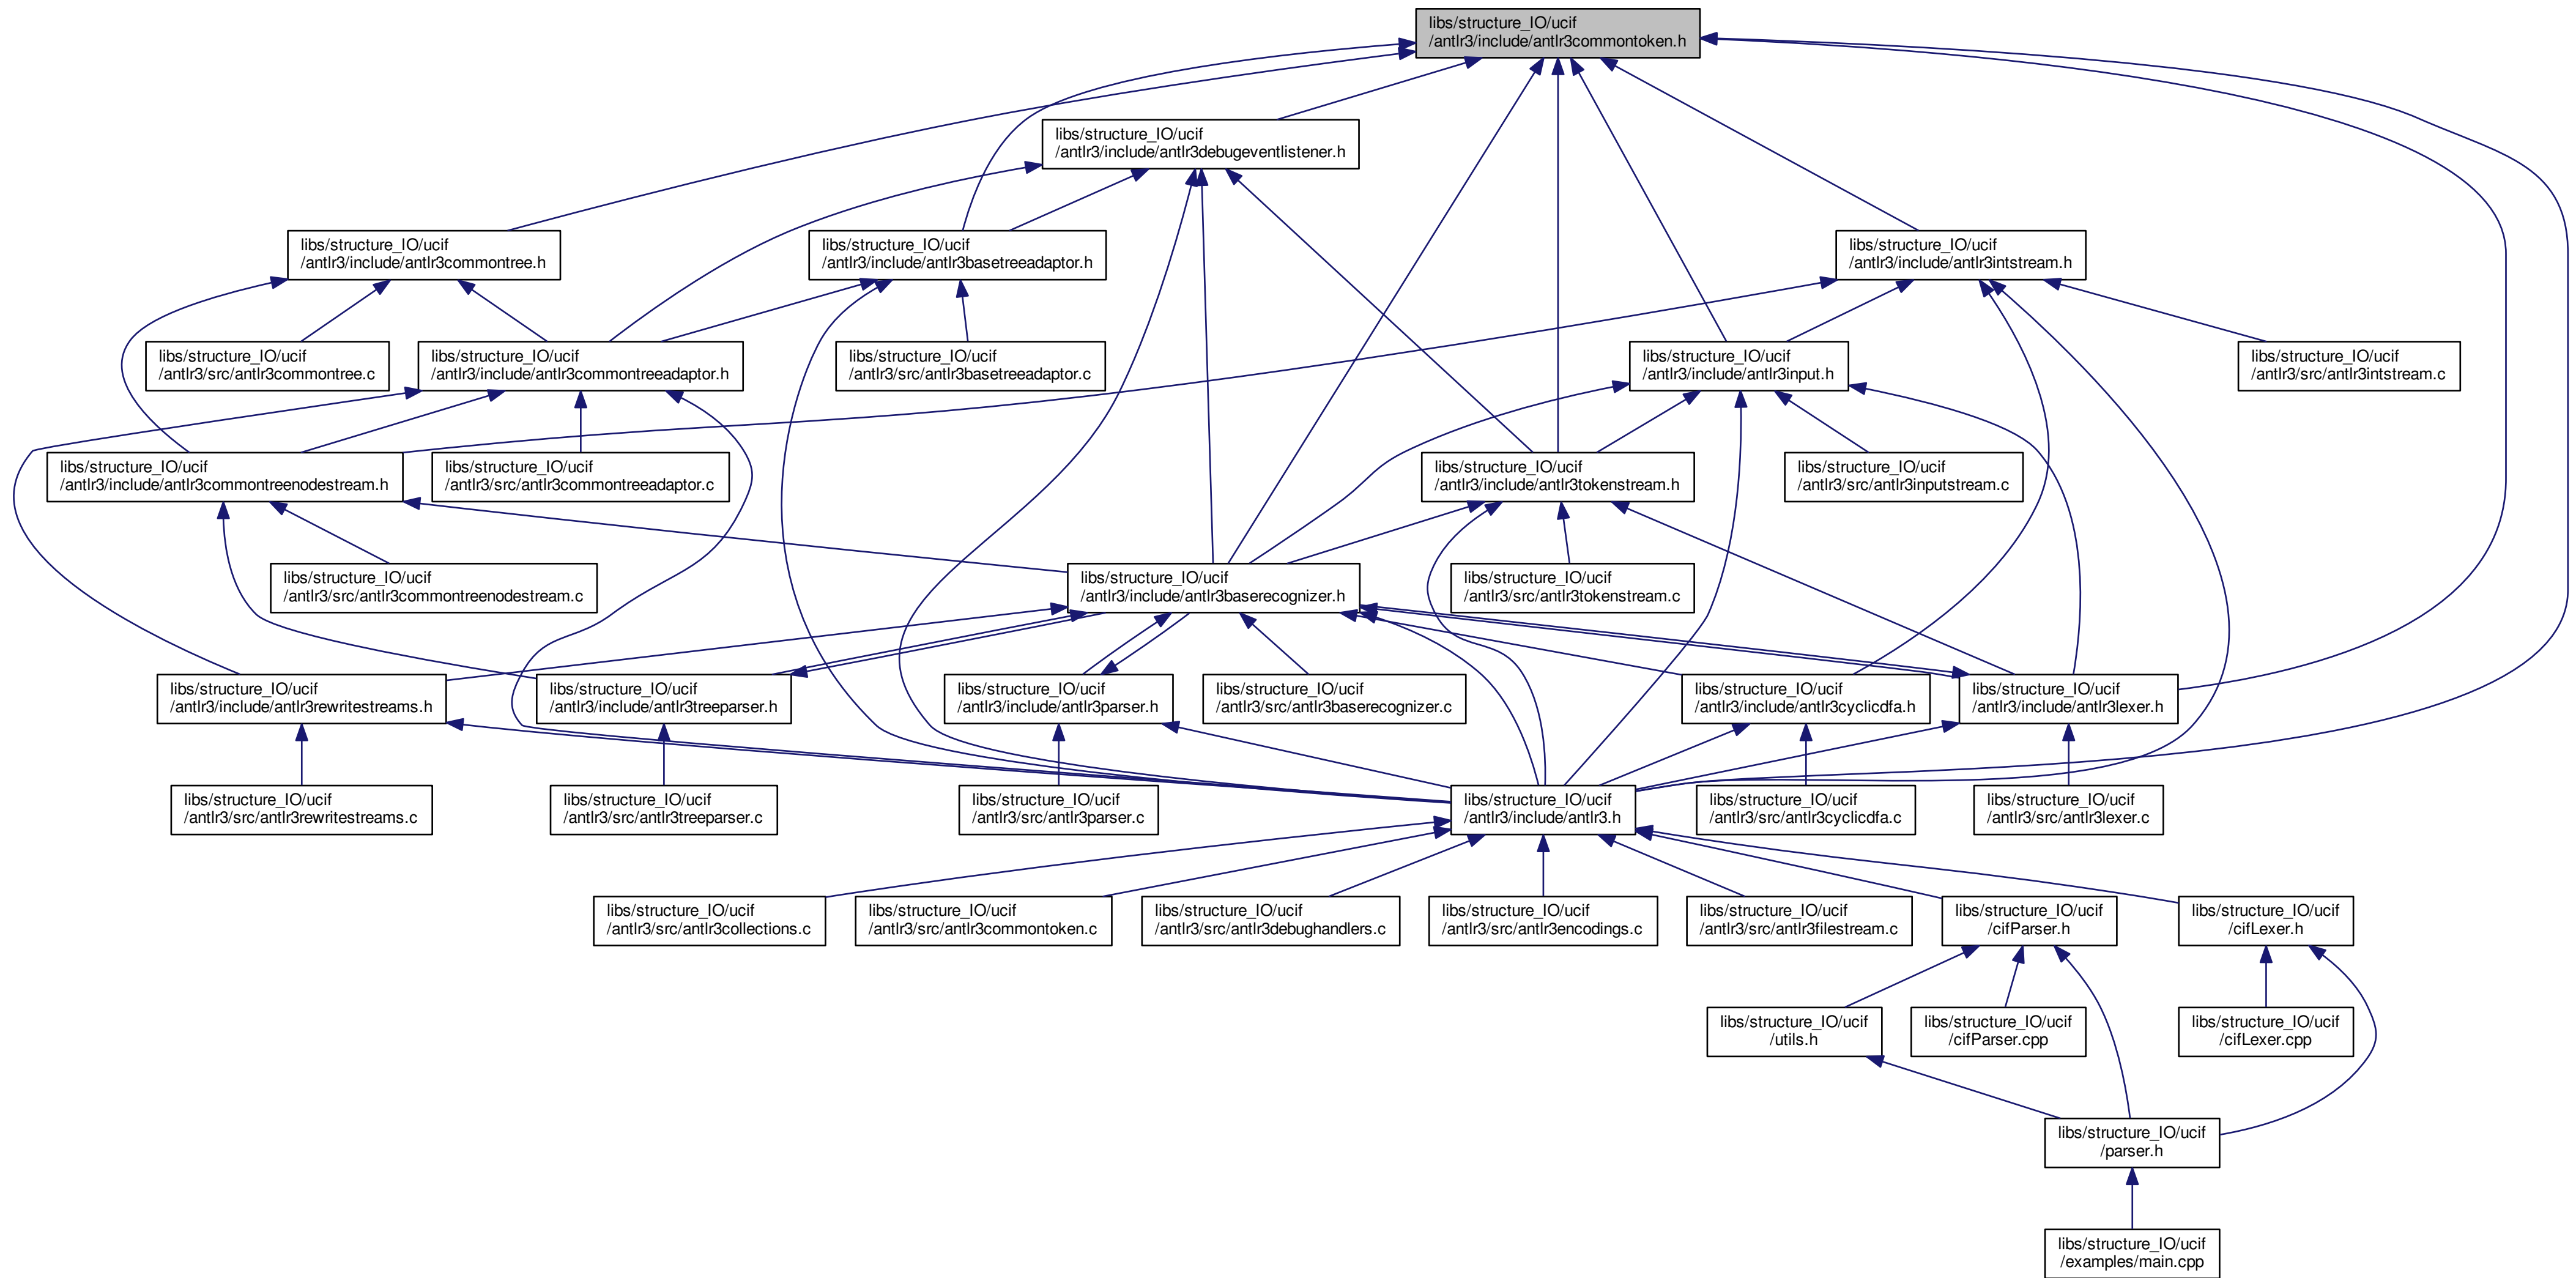 libs/structure_IO/ucif
/antlr3/include/antlr3commontoken.h
libs/structure_IO/ucif
/antlr3/include/antlr3debugeventlistener.h
libs/structure_IO/ucif
/antlr3/include/antlr3commontree.h
libs/structure_IO/ucif
/antlr3/include/antlr3basetreeadaptor.h
libs/structure_IO/ucif
/antlr3/include/antlr3intstream.h
libs/structure_IO/ucif
/antlr3/src/antlr3commontree.c
libs/structure_IO/ucif
/antlr3/include/antlr3commontreeadaptor.h
libs/structure_IO/ucif
/antlr3/src/antlr3basetreeadaptor.c
libs/structure_IO/ucif
/antlr3/include/antlr3input.h
libs/structure_IO/ucif
/antlr3/src/antlr3intstream.c
libs/structure_IO/ucif
/antlr3/include/antlr3commontreenodestream.h
libs/structure_IO/ucif
/antlr3/src/antlr3commontreeadaptor.c
libs/structure_IO/ucif
/antlr3/include/antlr3tokenstream.h
libs/structure_IO/ucif
/antlr3/src/antlr3inputstream.c
libs/structure_IO/ucif
/antlr3/src/antlr3commontreenodestream.c
libs/structure_IO/ucif
/antlr3/include/antlr3baserecognizer.h
libs/structure_IO/ucif
/antlr3/src/antlr3tokenstream.c
libs/structure_IO/ucif
/antlr3/include/antlr3rewritestreams.h
libs/structure_IO/ucif
/antlr3/include/antlr3treeparser.h
libs/structure_IO/ucif
/antlr3/include/antlr3parser.h
libs/structure_IO/ucif
/antlr3/src/antlr3baserecognizer.c
libs/structure_IO/ucif
/antlr3/include/antlr3cyclicdfa.h
libs/structure_IO/ucif
/antlr3/include/antlr3lexer.h
libs/structure_IO/ucif
/antlr3/src/antlr3rewritestreams.c
libs/structure_IO/ucif
/antlr3/src/antlr3treeparser.c
libs/structure_IO/ucif
/antlr3/src/antlr3parser.c
libs/structure_IO/ucif
/antlr3/include/antlr3.h
libs/structure_IO/ucif
/antlr3/src/antlr3cyclicdfa.c
libs/structure_IO/ucif
/antlr3/src/antlr3lexer.c
libs/structure_IO/ucif
/antlr3/src/antlr3collections.c
libs/structure_IO/ucif
/antlr3/src/antlr3commontoken.c
libs/structure_IO/ucif
/antlr3/src/antlr3debughandlers.c
libs/structure_IO/ucif
/antlr3/src/antlr3encodings.c
libs/structure_IO/ucif
/antlr3/src/antlr3filestream.c
libs/structure_IO/ucif
/cifParser.h
libs/structure_IO/ucif
/cifLexer.h
libs/structure_IO/ucif
/utils.h
libs/structure_IO/ucif
/cifParser.cpp
libs/structure_IO/ucif
/cifLexer.cpp
libs/structure_IO/ucif
/parser.h
libs/structure_IO/ucif
/examples/main.cpp